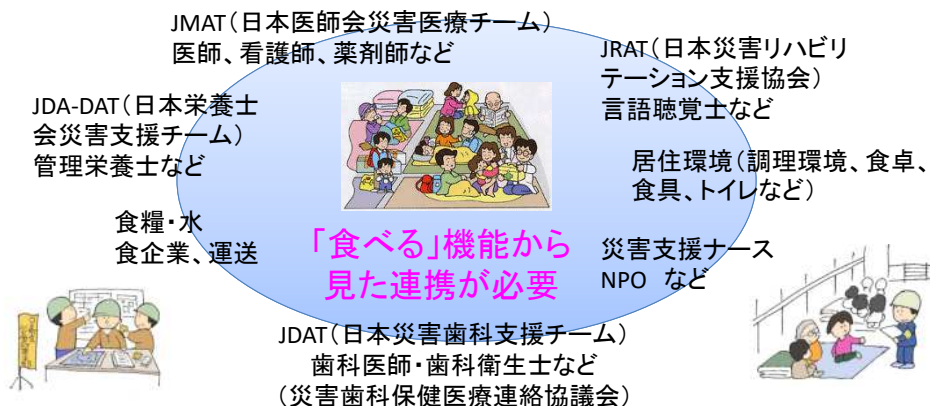 JMAT（日本医師会災害医療チーム）
医師、看護師、薬剤師など
JRAT（日本災害リハビリ
テーション支援協会）
言語聴覚士など
JDA-DAT（日本栄養士
会災害支援チーム）
管理栄養士など
居住環境（調理環境、食卓、
食具、トイレなど）
食糧・水
食企業、運送
「食べる」機能から
見た連携が必要
災害支援ナース
NPO など
JDAT（日本災害歯科支援チーム）
歯科医師・歯科衛生士など
（災害歯科保健医療連絡協議会）